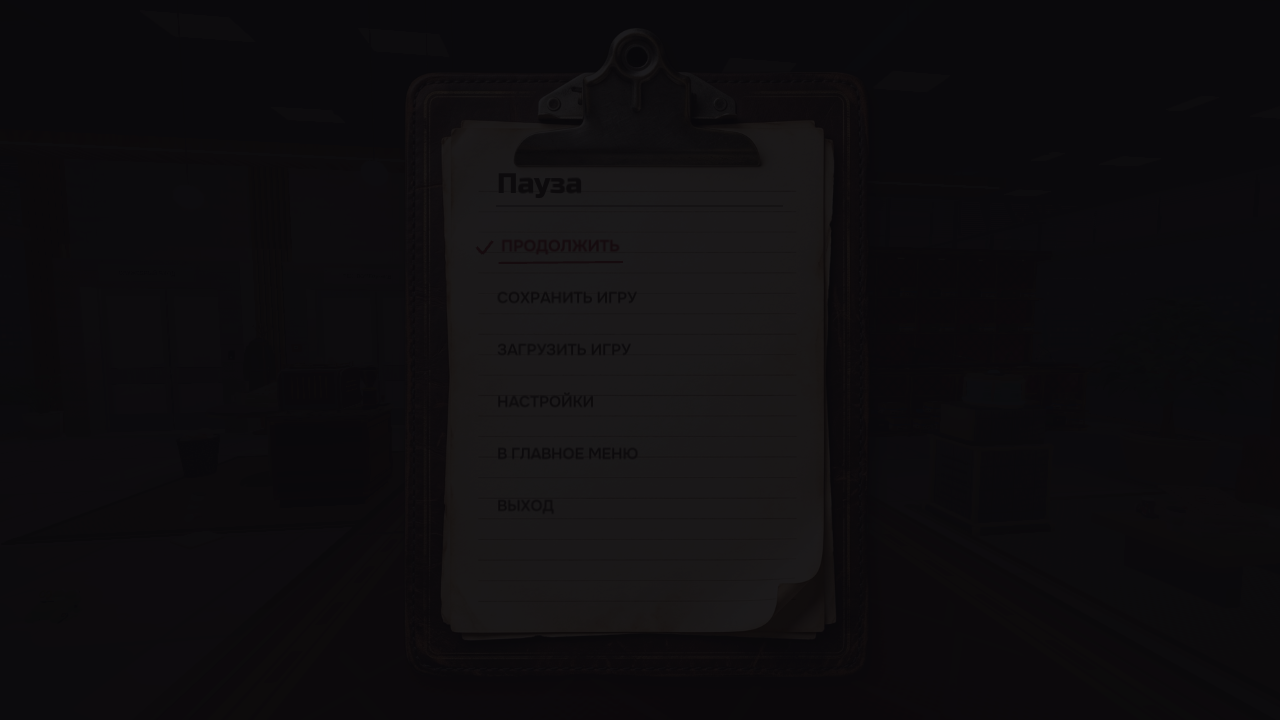 Пауза
ПРОДОЛЖИТЬ
СОХРАНИТЬ ИГРУ
ЗАГРУЗИТЬ ИГРУ
НАСТРОЙКИ
В ГЛАВНОЕ МЕНЮ
ВЫХОД